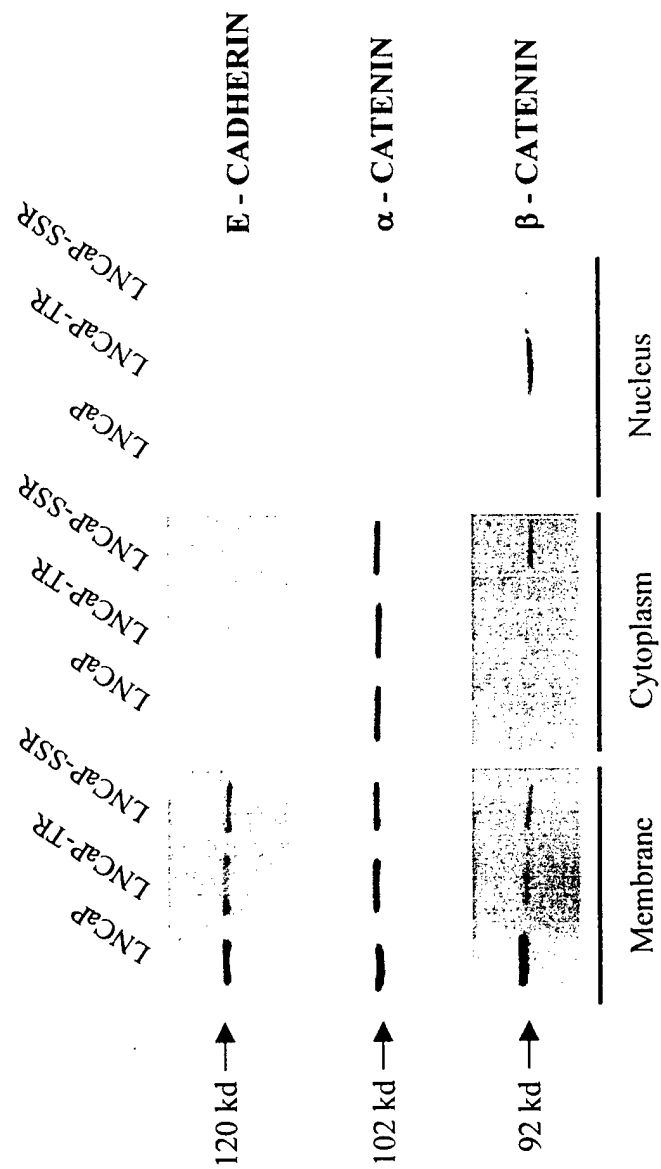 LNCaP LNCaP-TR LNCaP-SSR LNCaP LNCaP-TR LNCaP-SSR LNCaP LNCaP-TR LNCaP-SSR
120 kd E - CADHERIN
102 kd α - CATENIN
92 kd β - CATENIN
Membrane Cytoplasm Nucleus